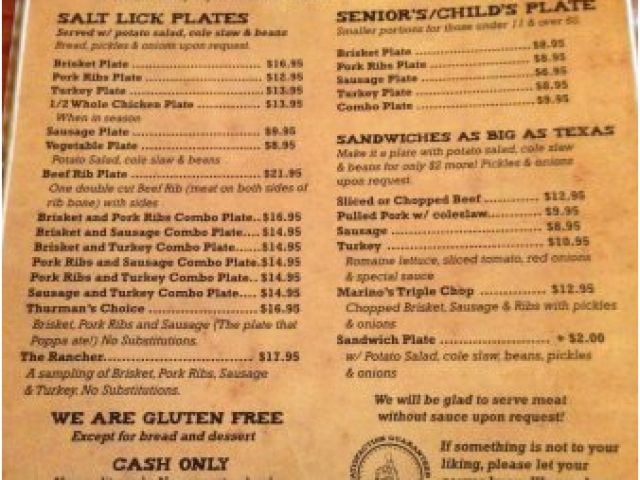 SALT LICK PLATES
Served w/ potato salad, cole slaw & beans
Bread, pickles & onions upon request.
Brisket Plate $16.95
Pork Ribs Plate $12.95
Turkey Plate $13.95
1/2 Whole Chicken Plate $13.95
When in season
Sausage Plate $9.95
Vegetable Plate $8.95
Potato Salad, cole slaw & beans
Beef Rib Plate $21.95
One double cut Beef Rib (meat on both sides of
rib bone) with sides
Brisket and Pork Ribs Combo Plate.. $16.95
Brisket and Sausage Combo Plate.... $14.95
Brisket and Turkey Combo Plate...... $14.95
Pork Ribs and Sausage Combo Plate. $14.95
Pork Ribs and Turkey Combo Plate.. $14.95
Sausage and Turkey Combo Plate.... $14.95
Thurman's Choice $16.95
Brisket, Pork Ribs and Sausage (The plate that
Poppa ate!) No Substitutions.
The Rancher $17.95
A sampling of Brisket, Pork Ribs, Sausage
& Turkey. No Substitutions.
WE ARE GLUTEN FREE
Except for bread and dessert
CASH ONLY
SENIOR'S/CHILD'S PLATE
Smaller portions for those under 11 & over 60.
Brisket Plate $8.95
Pork Ribs Plate $8.95
Sausage Plate $6.95
Turkey Plate $8.95
Combo Plate $9.95
SANDWICHES AS BIG AS TEXAS
Make it a plate with potato salad, cole slaw
& beans for only $2 more! Pickles & onions
upon request.
Sliced or Chopped Beef $12.95
Pulled Pork w/ coleslaw $9.95
Sausage $8.95
Turkey $10.95
Romaine lettuce, sliced tomato, red onions
& special sauce
Marino's Triple Chop $12.95
Chopped Brisket, Sausage & Ribs with pickles
& onions
Sandwich Plate + $2.00
w/ Potato Salad, cole slaw, beans, pickles
& onions
We will be glad to serve meat
without sauce upon request!
SATISFACTION GUARANTEED
If something is not to your
liking, please let your